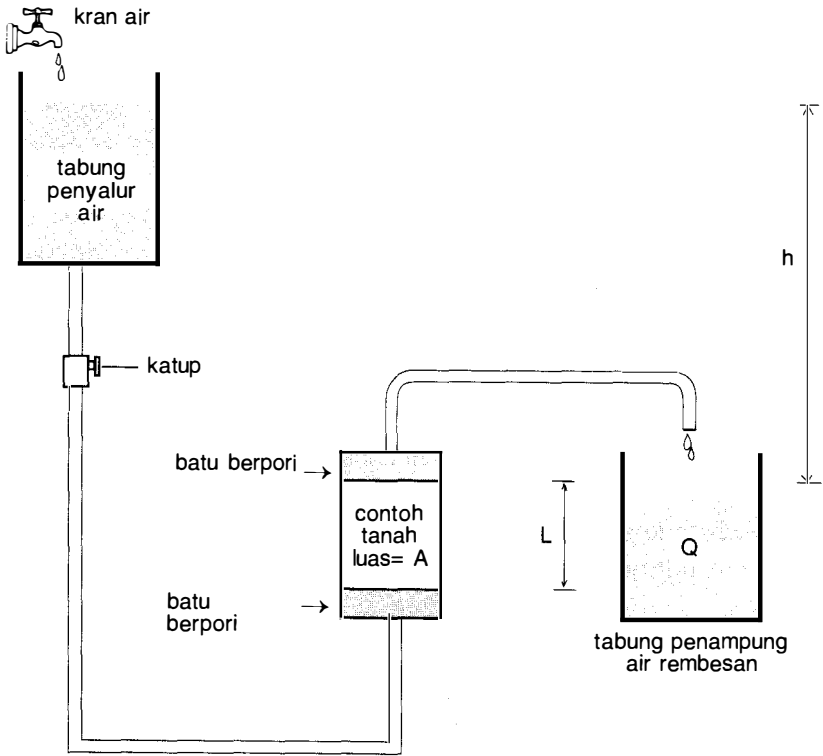 kran air
tabung
penyalur
air
h
katup
batu berpori
contoh
tanah
luas= A
L
Q
batu
berpori
tabung penampung
air rembesan